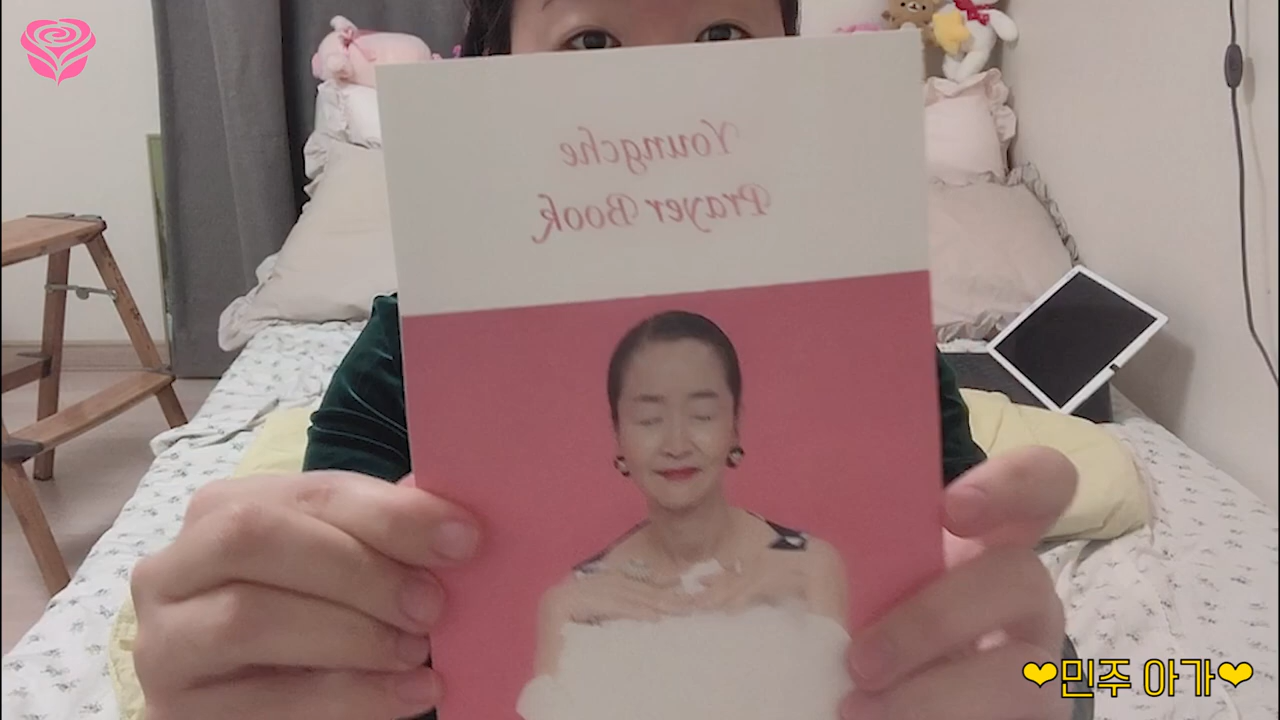 Youngche
Prayer Book
❤민주 아가❤